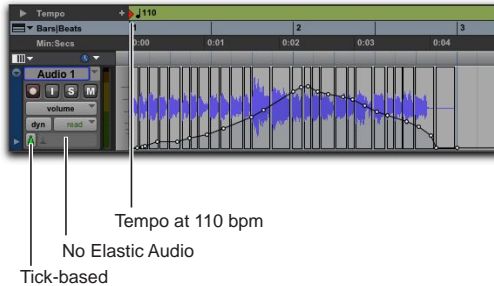 Tempo + 110
Bars|Beats 1 2 3
Min:Secs 0:00 0:01 0:02 0:03 0:04
Audio 1
I S M
volume
dyn read
A
Tempo at 110 bpm
No Elastic Audio
Tick-based